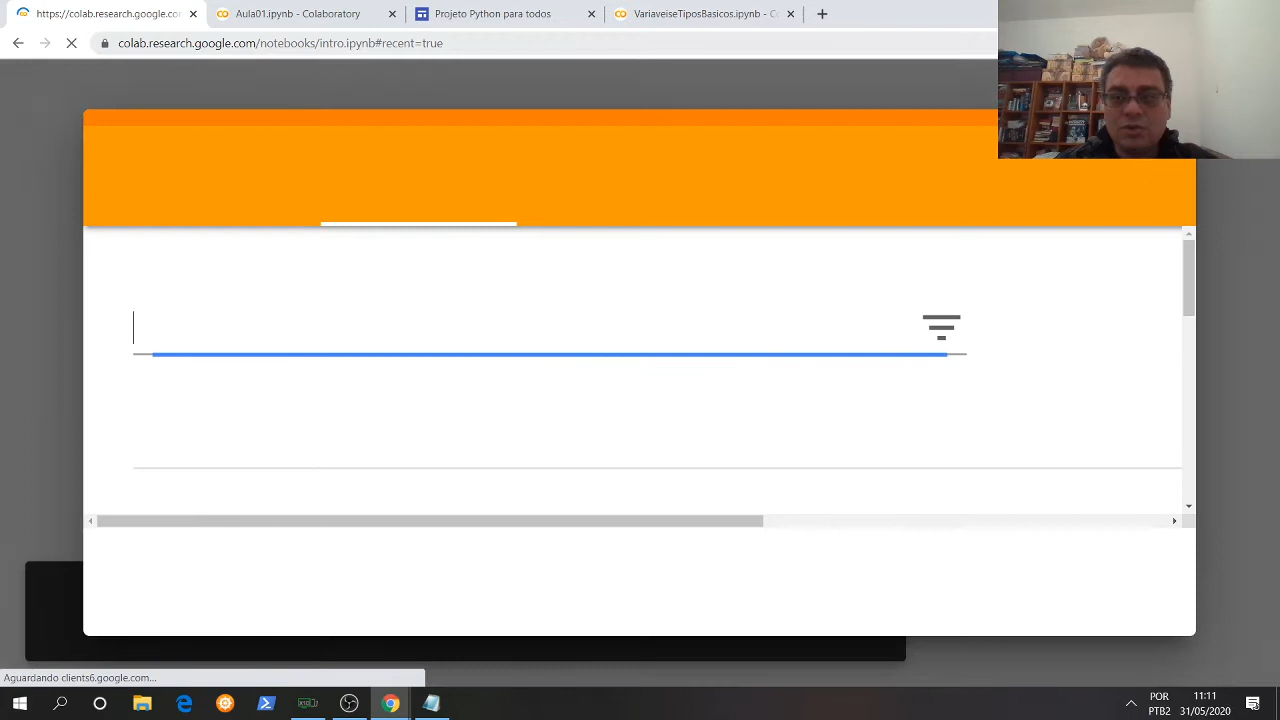 https://colab.research.google.com/
Aula01.ipynb - Colaboratory
Projeto Python para todos
VariaveiseTiposBasicos.ipynb - Co
colab.research.google.com/notebooks/intro.ipynb#recent=true
Aguardando clients6.google.com...
POR
PTB2
11:11
31/05/2020